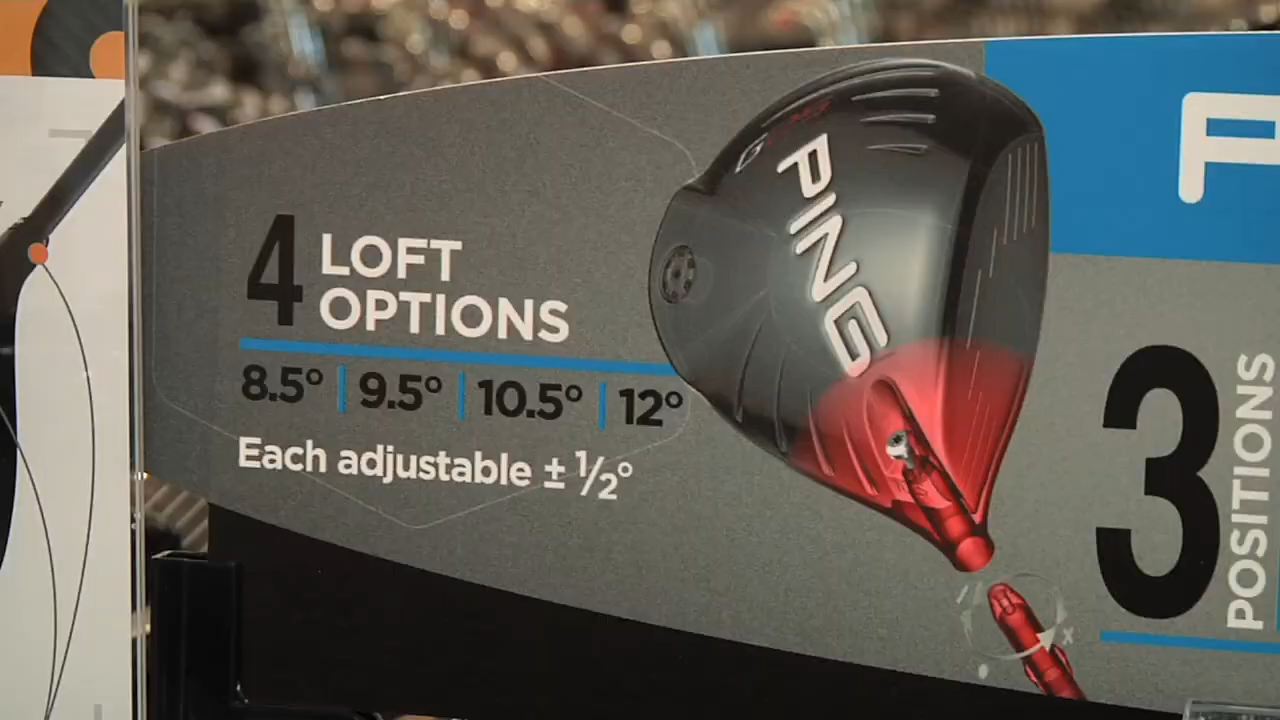 4 LOFT
OPTIONS
8.5° | 9.5° | 10.5° | 12°
Each adjustable ± ½°
PING
3 POSITIONS